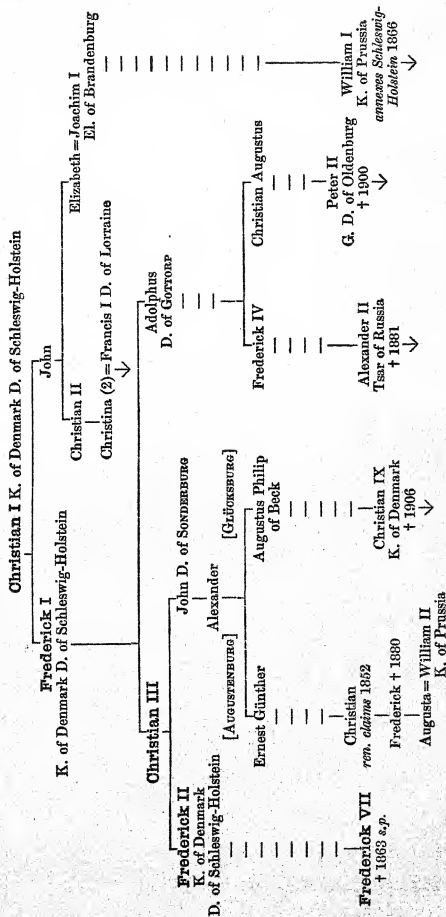 Christian I K. of Denmark D. of Schleswig-Holstein
Frederick I
K. of Denmark D. of Schleswig-Holstein
John
Christian II
Elizabeth=Joachim I
El. of Brandenburg
Christina (2)=Francis I D. of Lorraine
Christian III
Adolphus
D. of GOTTORP
Frederick II
K. of Denmark
D. of Schleswig-Holstein
John D. of SONDERBURG
Alexander
[AUGUSTENBURG]
[GLÜCKSBURG]
Ernest Günther
Augustus Philip
of Beck
Frederick IV
Christian Augustus
Frederick VII
† 1863 s.p.
Christian
ren. claims 1852
Frederick † 1880
Augusta=William II
K. of Prussia
Christian IX
K. of Denmark
† 1906
Alexander II
Tsar of Russia
† 1881
Peter II
G. D. of Oldenburg
† 1900
William I
K. of Prussia
annexes Schleswig-
Holstein 1866